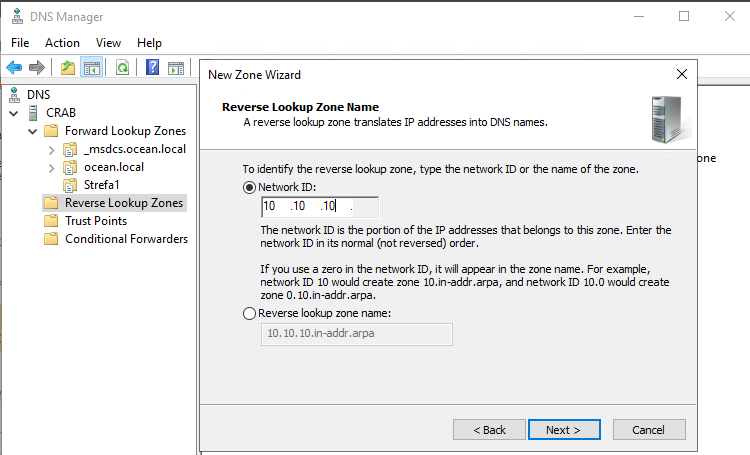 DNS Manager
File Action View Help
DNS
CRAB
Forward Lookup Zones
_msdcs.ocean.local
ocean.local
Strefa1
Reverse Lookup Zones
Trust Points
Conditional Forwarders
New Zone Wizard
Reverse Lookup Zone Name
A reverse lookup zone translates IP addresses into DNS names.
To identify the reverse lookup zone, type the network ID or the name of the zone.
Network ID:
10 .10 .10 .
The network ID is the portion of the IP addresses that belongs to this zone. Enter the
network ID in its normal (not reversed) order.
If you use a zero in the network ID, it will appear in the zone name. For example,
network ID 10 would create zone 10.in-addr.arpa, and network ID 10.0 would create
zone 0.10.in-addr.arpa.
Reverse lookup zone name:
10.10.10.in-addr.arpa
< Back Next > Cancel
one